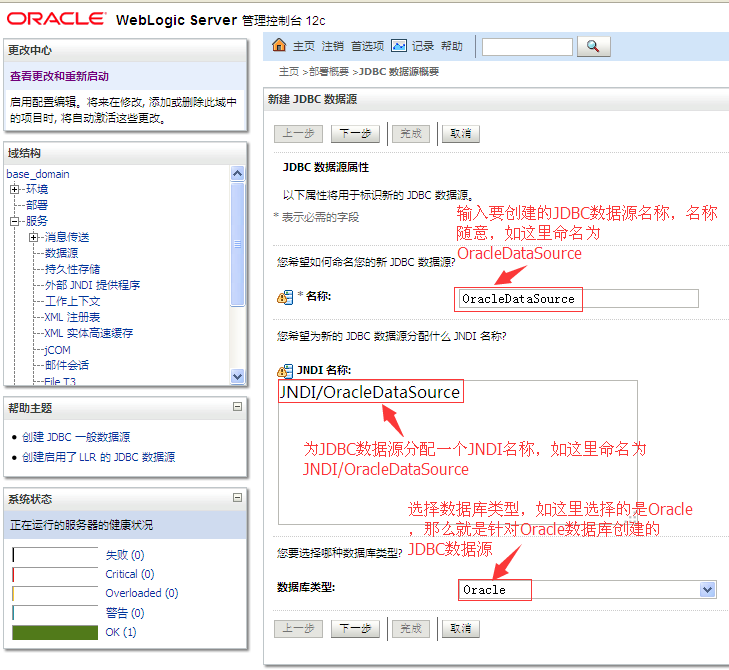 ORACLE WebLogic Server 管理控制台 12c
更改中心
查看更改和重新启动
启用配置编辑。将来在修改, 添加或删除此域中
的项目时, 将自动激活这些更改。
域结构
base_domain
环境
部署
服务
消息传送
数据源
持久性存储
外部 JNDI 提供程序
工作上下文
XML 注册表
XML 实体高速缓存
jCOM
邮件会话
File T3
帮助主题
创建 JDBC 一般数据源
创建启用了 LLR 的 JDBC 数据源
系统状态
正在运行的服务器的健康状况
失败 (0)
Critical (0)
Overloaded (0)
警告 (0)
OK (1)
主页 注销 首选项 记录 帮助
主页 >部署概要 >JDBC 数据源概要
新建 JDBC 数据源
上一步 下一步 完成 取消
JDBC 数据源属性
以下属性将用于标识新的 JDBC 数据源。
* 表示必需的字段
输入要创建的JDBC数据源名称，名称
随意，如这里命名为
OracleDataSource
您希望如何命名您的新 JDBC 数据源?
* 名称: OracleDataSource
您希望为新的 JDBC 数据源分配什么 JNDI 名称?
JNDI 名称:
JNDI/OracleDataSource
为JDBC数据源分配一个JNDI名称，如这里命名为
JNDI/OracleDataSource
选择数据库类型，如这里选择的是Oracle
，那么就是针对Oracle数据库创建的
JDBC数据源
您要选择哪种数据库类型?
数据库类型: Oracle
上一步 下一步 完成 取消